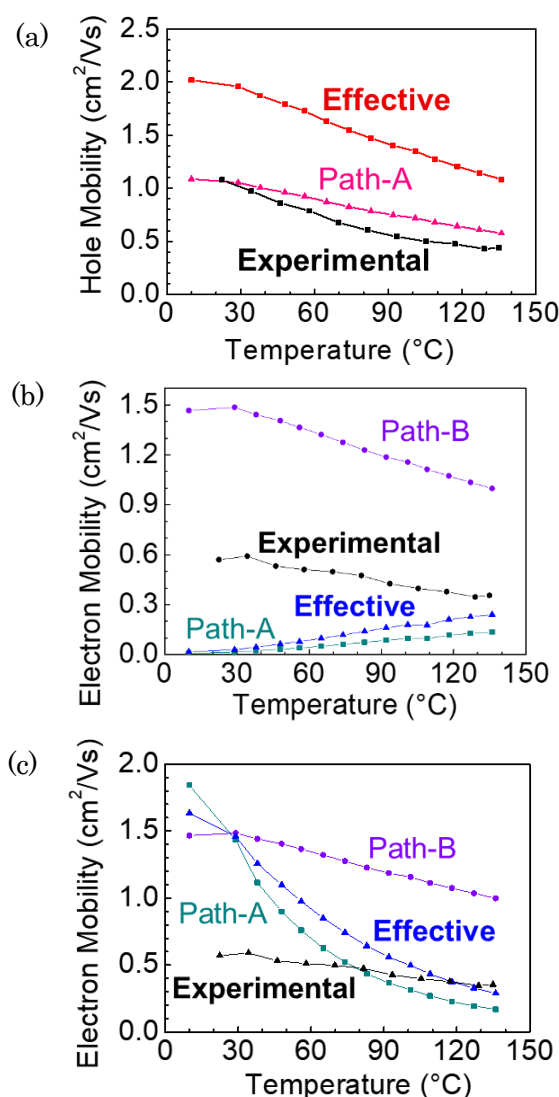 (a)
Hole Mobility (cm²/Vs)
2.5
2.0
1.5
1.0
0.5
0.0
Effective
Path-A
Experimental
0 30 60 90 120 150
Temperature (°C)
(b)
Electron Mobility (cm²/Vs)
1.5
1.2
0.9
0.6
0.3
0.0
Path-B
Experimental
Effective
Path-A
0 30 60 90 120 150
Temperature (°C)
(c)
Electron Mobility (cm²/Vs)
2.0
1.5
1.0
0.5
0.0
Path-B
Path-A
Effective
Experimental
0 30 60 90 120 150
Temperature (°C)